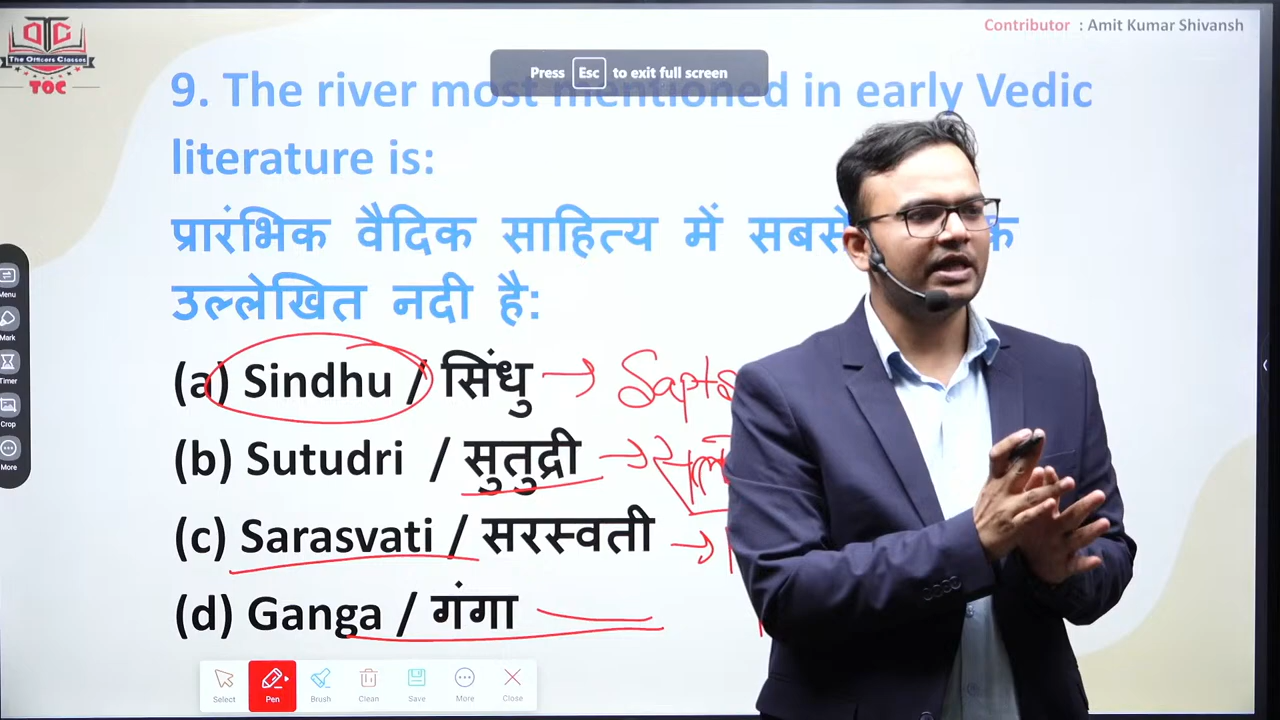 Contributor : Amit Kumar Shivansh
The Officers Classes
TOC
Press Esc to exit full screen
9. The river most mentioned in early Vedic
literature is:
प्रारंभिक वैदिक साहित्य में
उल्लेखित नदी है:
(a) Sindhu / सिंधु →
(b) Sutudri / सुतुद्री →
(c) Sarasvati / सरस्वती →
(d) Ganga / गंगा
Menu
Mark
Timer
Crop
More
Select
Pen
Brush
Clean
Save
More
Close